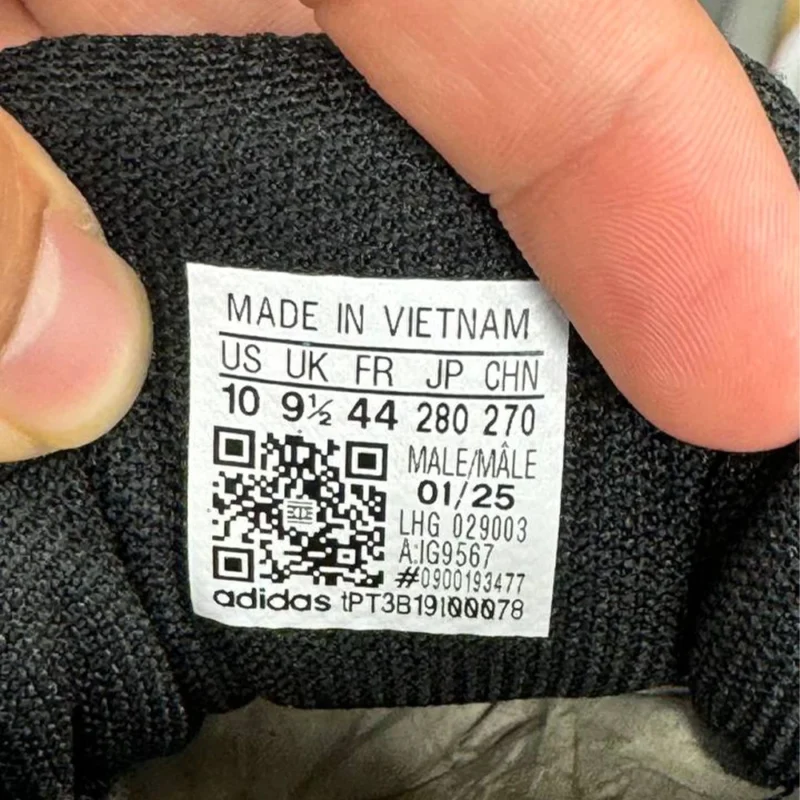 MADE IN VIETNAM
US UK FR JP CHN
10 9½ 44 280 270
MALE/MÂLE
01/25
LHG 029003
A:IG9567
#0900193477
adidas tPT3B19I00078